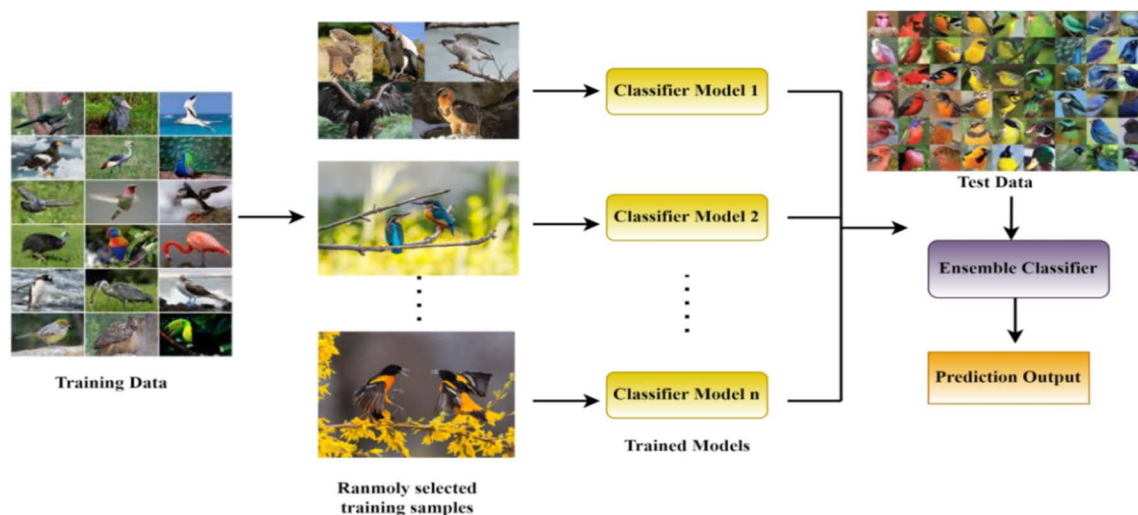 Classifier Model 1
Test Data
Classifier Model 2
Ensemble Classifier
Training Data
Prediction Output
Classifier Model n
Trained Models
Ranmoly selected
training samples